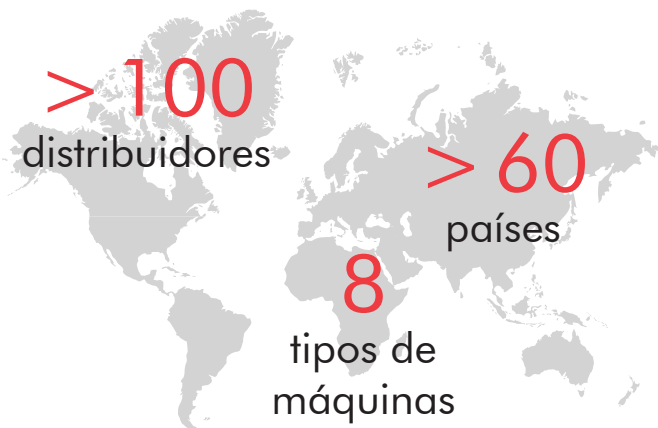 > 100
distribuidores
> 60
países
8
tipos de
máquinas